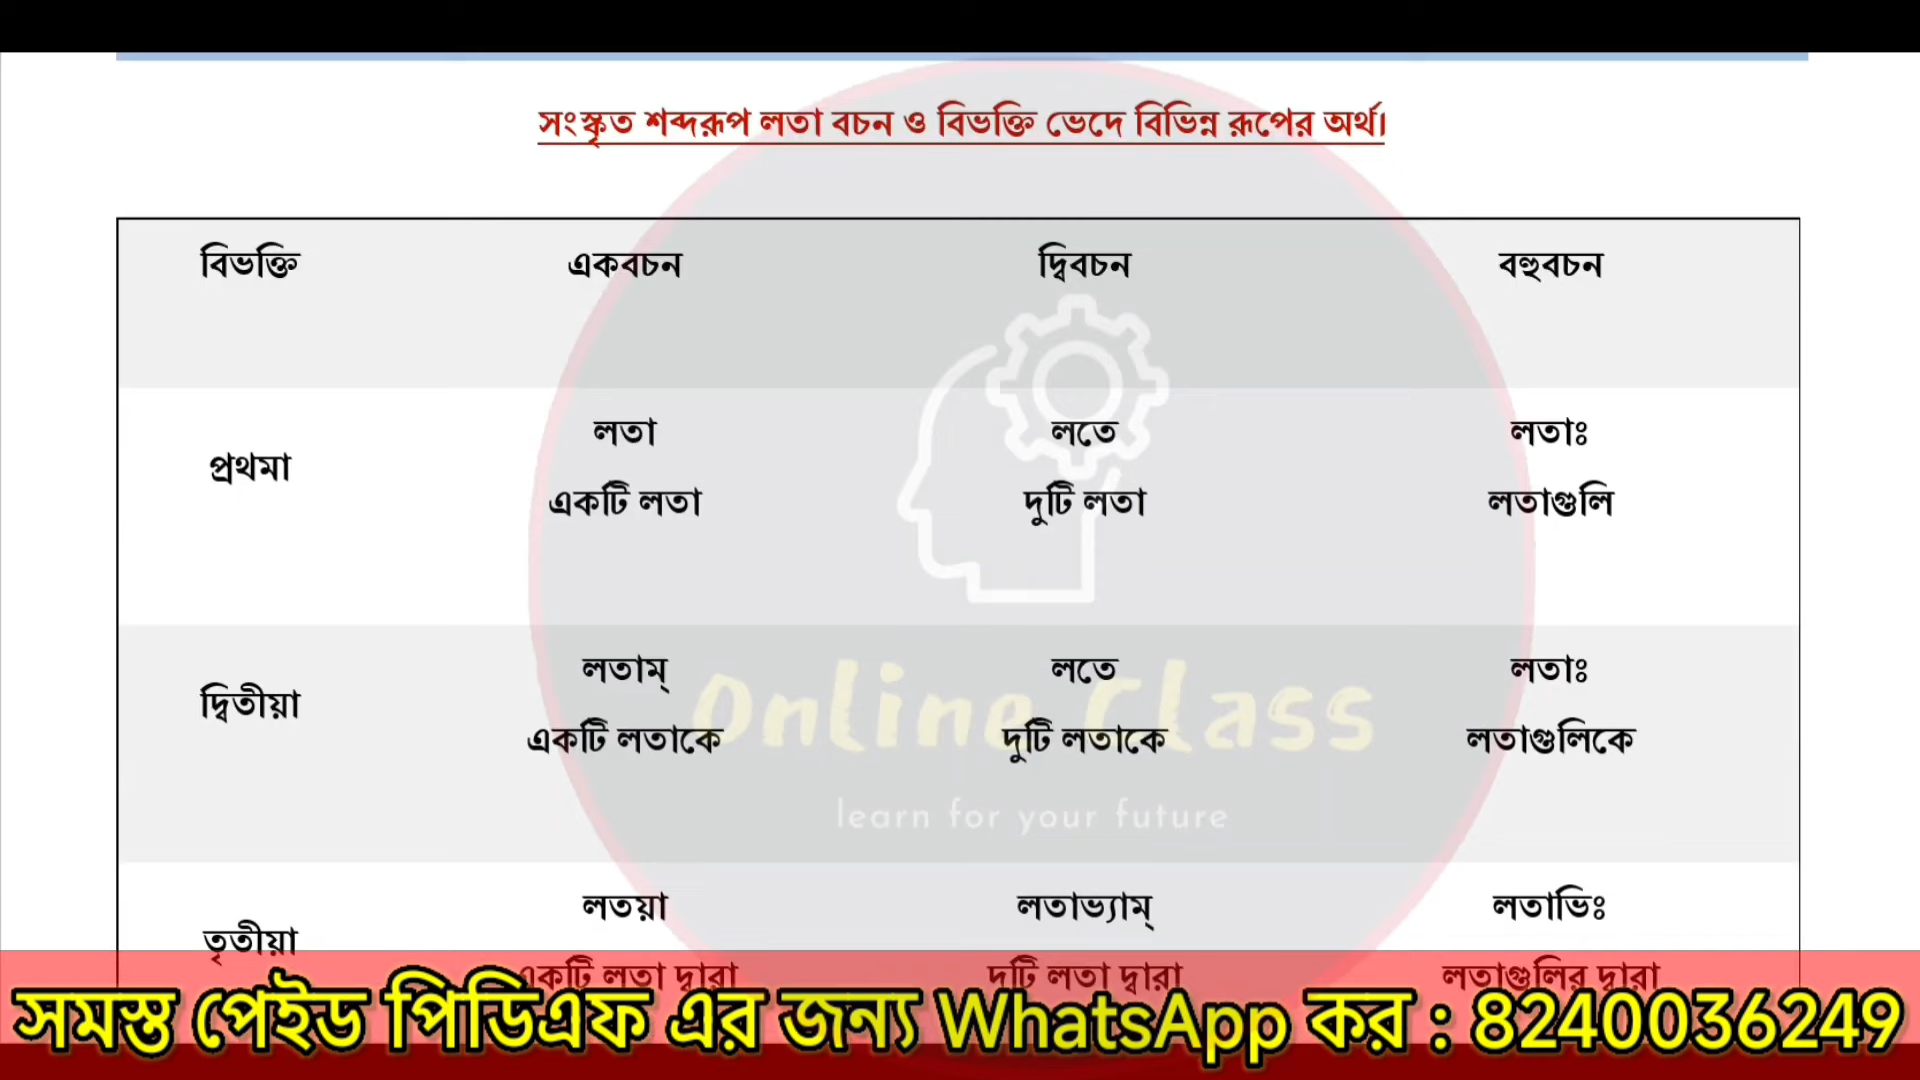 সংস্কৃত শব্দরূপ লতা বচন ও বিভক্তি ভেদে বিভিন্ন রূপের অর্থ।
বিভক্তি একবচন দ্বিবচন বহুবচন
লতা লতে লতাঃ
প্রথমা
একটি লতা দুটি লতা লতাগুলি
লতাম্ লতে লতাঃ
দ্বিতীয়া
একটি লতাকে দুটি লতাকে লতাগুলিকে
Online Class
learn for your future
লতয়া লতাভ্যাম্ লতাভিঃ
তৃতীয়া
একটি লতা দ্বারা দুটি লতা দ্বারা লতাগুলির দ্বারা
সমস্ত পেইড পিডিএফ এর জন্য WhatsApp কর : 8240036249